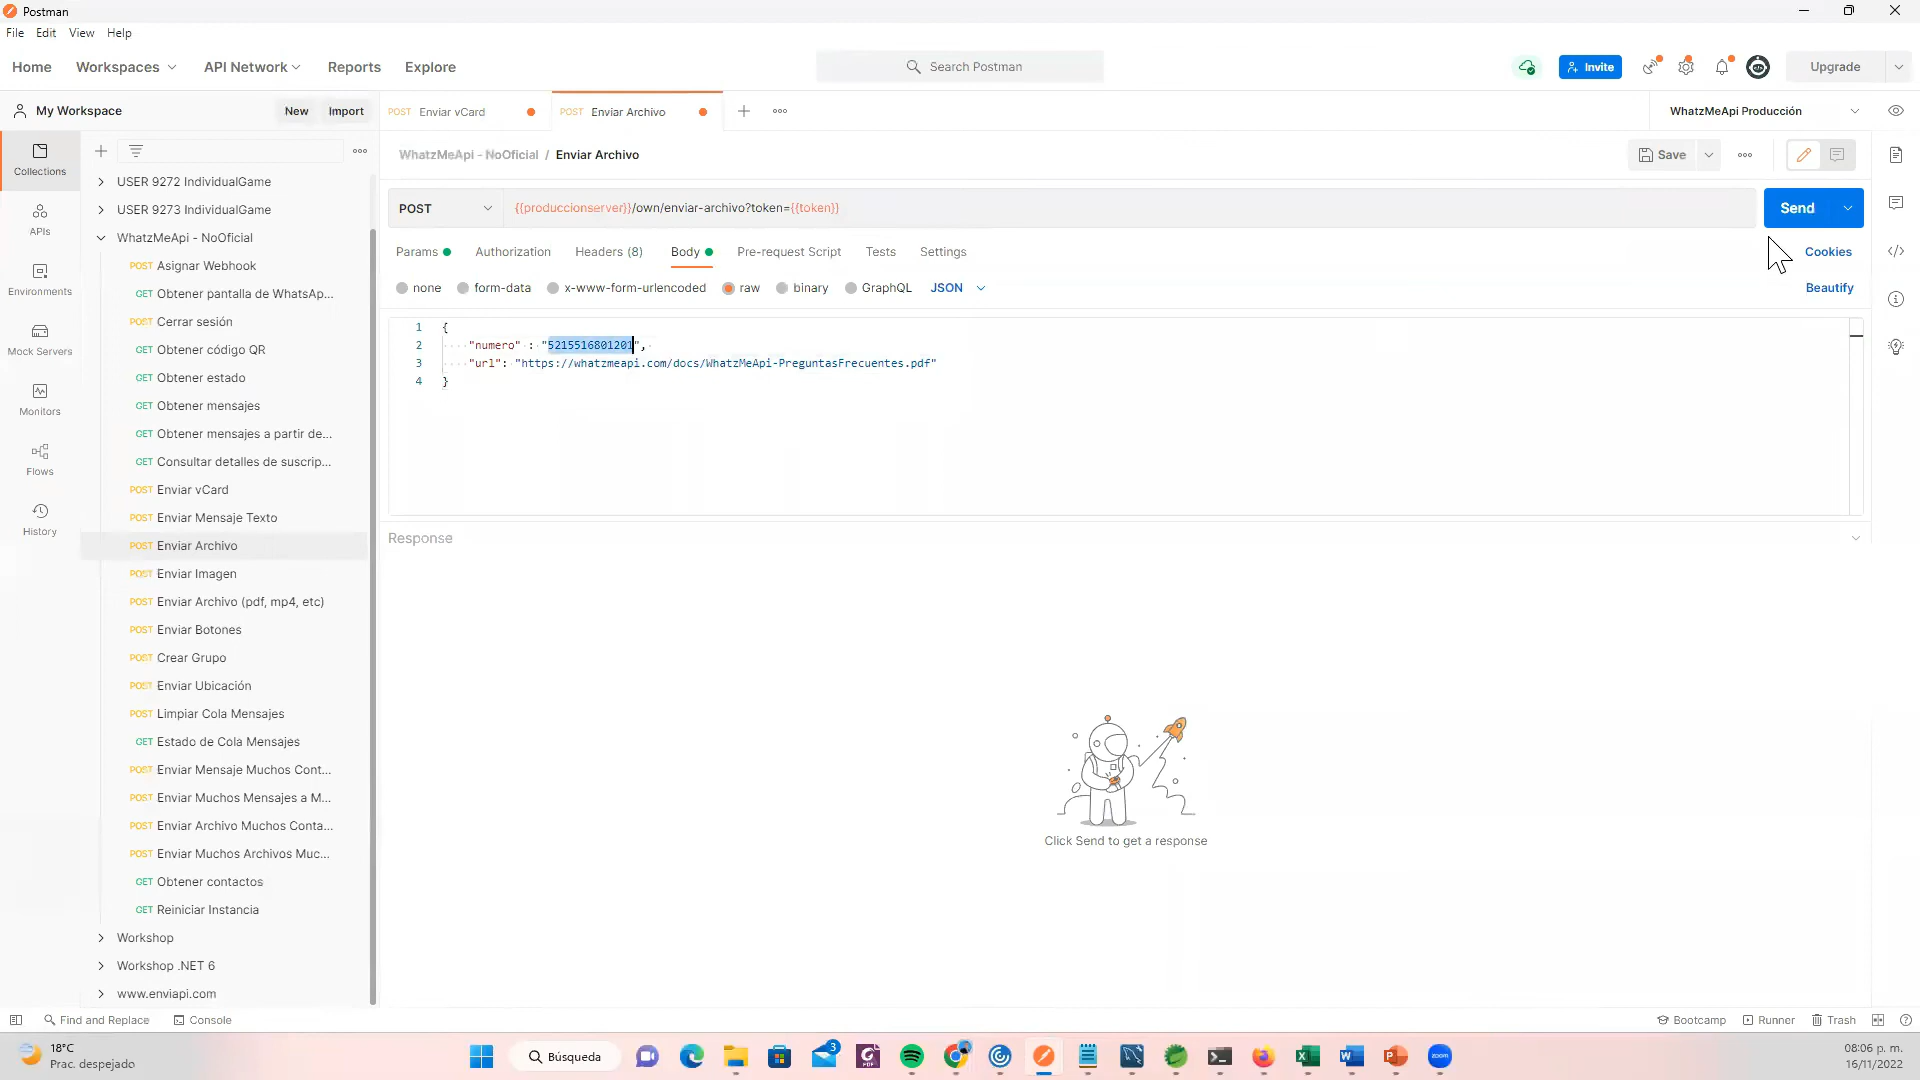 Postman
File Edit View Help
Home Workspaces API Network Reports Explore
Search Postman
Invite
Upgrade
My Workspace
New Import
POST Enviar vCard
POST Enviar Archivo
WhatzMeApi Producción
Collections
APIs
Environments
Mock Servers
Monitors
Flows
History
USER 9272 IndividualGame
USER 9273 IndividualGame
WhatzMeApi - NoOficial
POST Asignar Webhook
GET Obtener pantalla de WhatsAp...
POST Cerrar sesión
GET Obtener código QR
GET Obtener estado
GET Obtener mensajes
GET Obtener mensajes a partir de...
GET Consultar detalles de suscrip...
POST Enviar vCard
POST Enviar Mensaje Texto
POST Enviar Archivo
POST Enviar Imagen
POST Enviar Archivo (pdf, mp4, etc)
POST Enviar Botones
POST Crear Grupo
POST Enviar Ubicación
POST Limpiar Cola Mensajes
GET Estado de Cola Mensajes
POST Enviar Mensaje Muchos Cont...
POST Enviar Muchos Mensajes a M...
POST Enviar Archivo Muchos Conta...
POST Enviar Muchos Archivos Muc...
GET Obtener contactos
GET Reiniciar Instancia
Workshop
Workshop .NET 6
www.enviapi.com
WhatzMeApi - NoOficial / Enviar Archivo
Save
POST {{produccionserver}}/own/enviar-archivo?token={{token}}
Send
Params Authorization Headers (8) Body Pre-request Script Tests Settings
Cookies
none form-data x-www-form-urlencoded raw binary GraphQL JSON
Beautify
1 {
2 "numero" : "5215516801201",
3 "url": "https://whatzmeapi.com/docs/WhatzMeApi-PreguntasFrecuentes.pdf"
4 }
Response
Click Send to get a response
Find and Replace Console
Bootcamp Runner Trash
18°C
Prac. despejado
Búsqueda
3
zoom
08:06 p. m.
16/11/2022